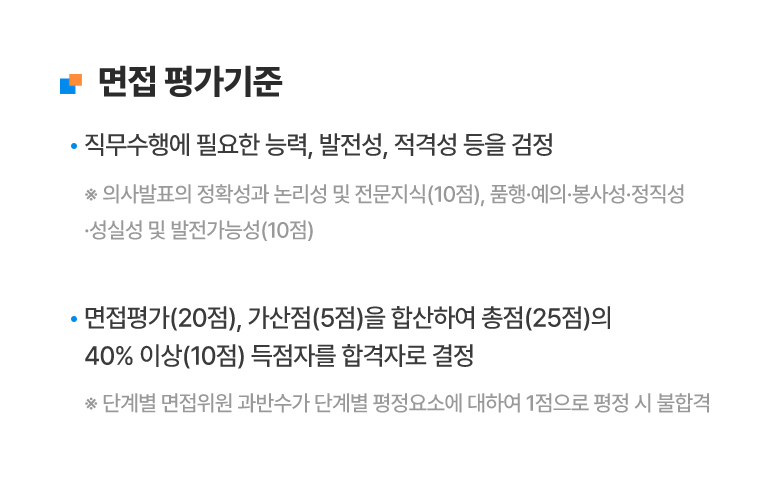 면접 평가기준
• 직무수행에 필요한 능력, 발전성, 적격성 등을 검정
※ 의사발표의 정확성과 논리성 및 전문지식(10점), 품행·예의·봉사성·정직성
·성실성 및 발전가능성(10점)
• 면접평가(20점), 가산점(5점)을 합산하여 총점(25점)의
40% 이상(10점) 득점자를 합격자로 결정
※ 단계별 면접위원 과반수가 단계별 평정요소에 대하여 1점으로 평정 시 불합격